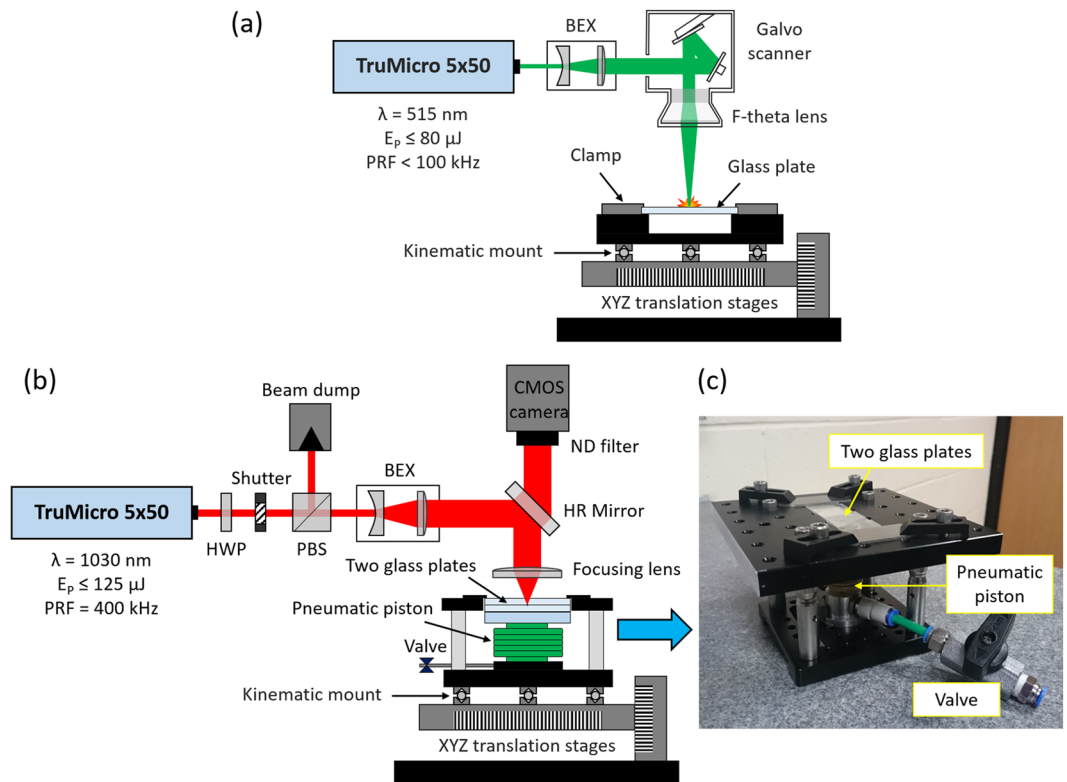 (a)
BEX
Galvo
scanner
TruMicro 5x50
λ = 515 nm
E_P ≤ 80 µJ
PRF < 100 kHz
F-theta lens
Clamp
Glass plate
Kinematic mount
XYZ translation stages
(b)
Beam dump
CMOS
camera
ND filter
Shutter
BEX
TruMicro 5x50
HWP
PBS
HR Mirror
λ = 1030 nm
E_P ≤ 125 µJ
PRF = 400 kHz
Two glass plates
Focusing lens
Pneumatic piston
Valve
Kinematic mount
XYZ translation stages
(c)
Two glass plates
Pneumatic
piston
Valve